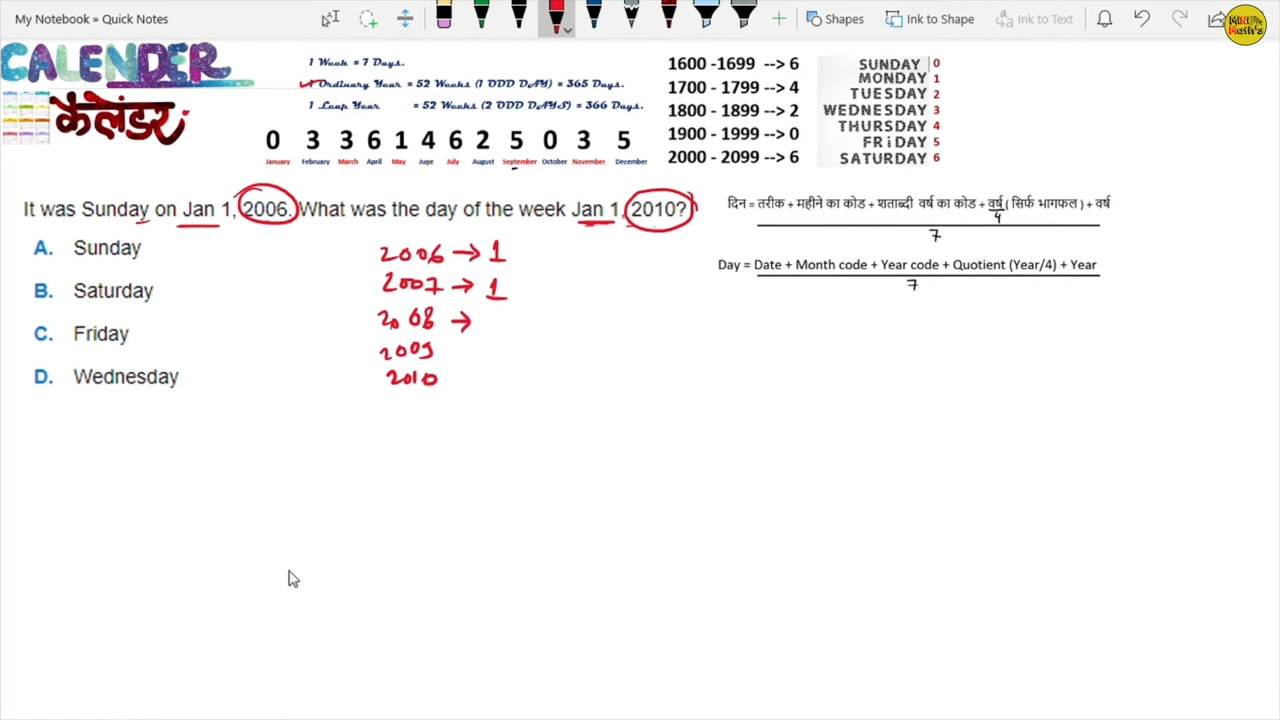 My Notebook » Quick Notes
Shapes
Ink to Shape
Ink to Text
MINI Math's
CALENDER
कैलेंडर
1 Week = 7 Days.
1 Ordinary Year = 52 Weeks (1 ODD DAY) = 365 Days.
1 Leap Year = 52 Weeks (2 ODD DAYS) = 366 Days.
0 3 3 6 1 4 6 2 5 0 3 5
January February March April May Juge July August September October November December
1600 -1699 --> 6
1700 - 1799 --> 4
1800 - 1899 --> 2
1900 - 1999 --> 0
2000 - 2099 --> 6
SUNDAY 0
MONDAY 1
TUESDAY 2
WEDNESDAY 3
THURSDAY 4
FRiDAY 5
SATURDAY 6
It was Sunday on Jan 1, 2006. What was the day of the week Jan 1, 2010?
A. Sunday
B. Saturday
C. Friday
D. Wednesday
2006 → 1
2007 → 1
2008 →
2009
2010
दिन = तरीक + महीने का कोड + शताब्दी वर्ष का कोड + वर्ष/4 ( सिर्फ भागफल ) + वर्ष
7
Day = Date + Month code + Year code + Quotient (Year/4) + Year
7